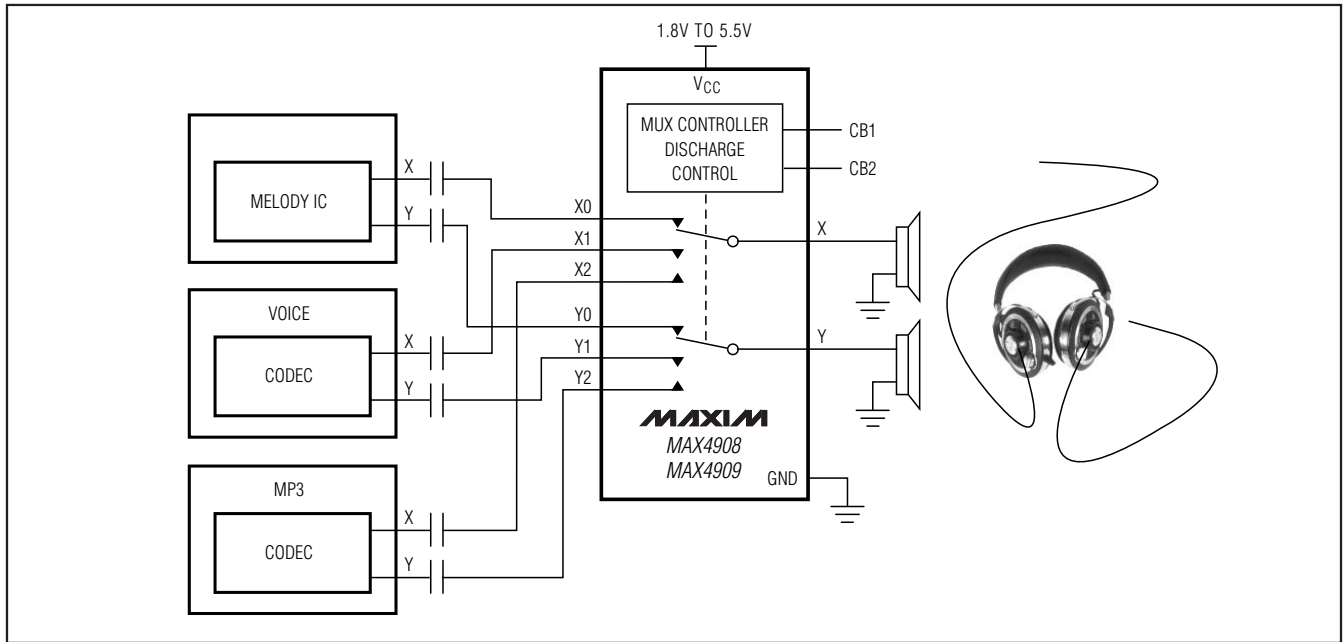 1.8V TO 5.5V
VCC
MUX CONTROLLER
DISCHARGE
CONTROL
CB1
CB2
MELODY IC
X
Y
X0
X1
X2
X
VOICE
CODEC
X
Y
Y0
Y1
Y2
Y
MAXIM
MAX4908
MAX4909
GND
MP3
CODEC
X
Y